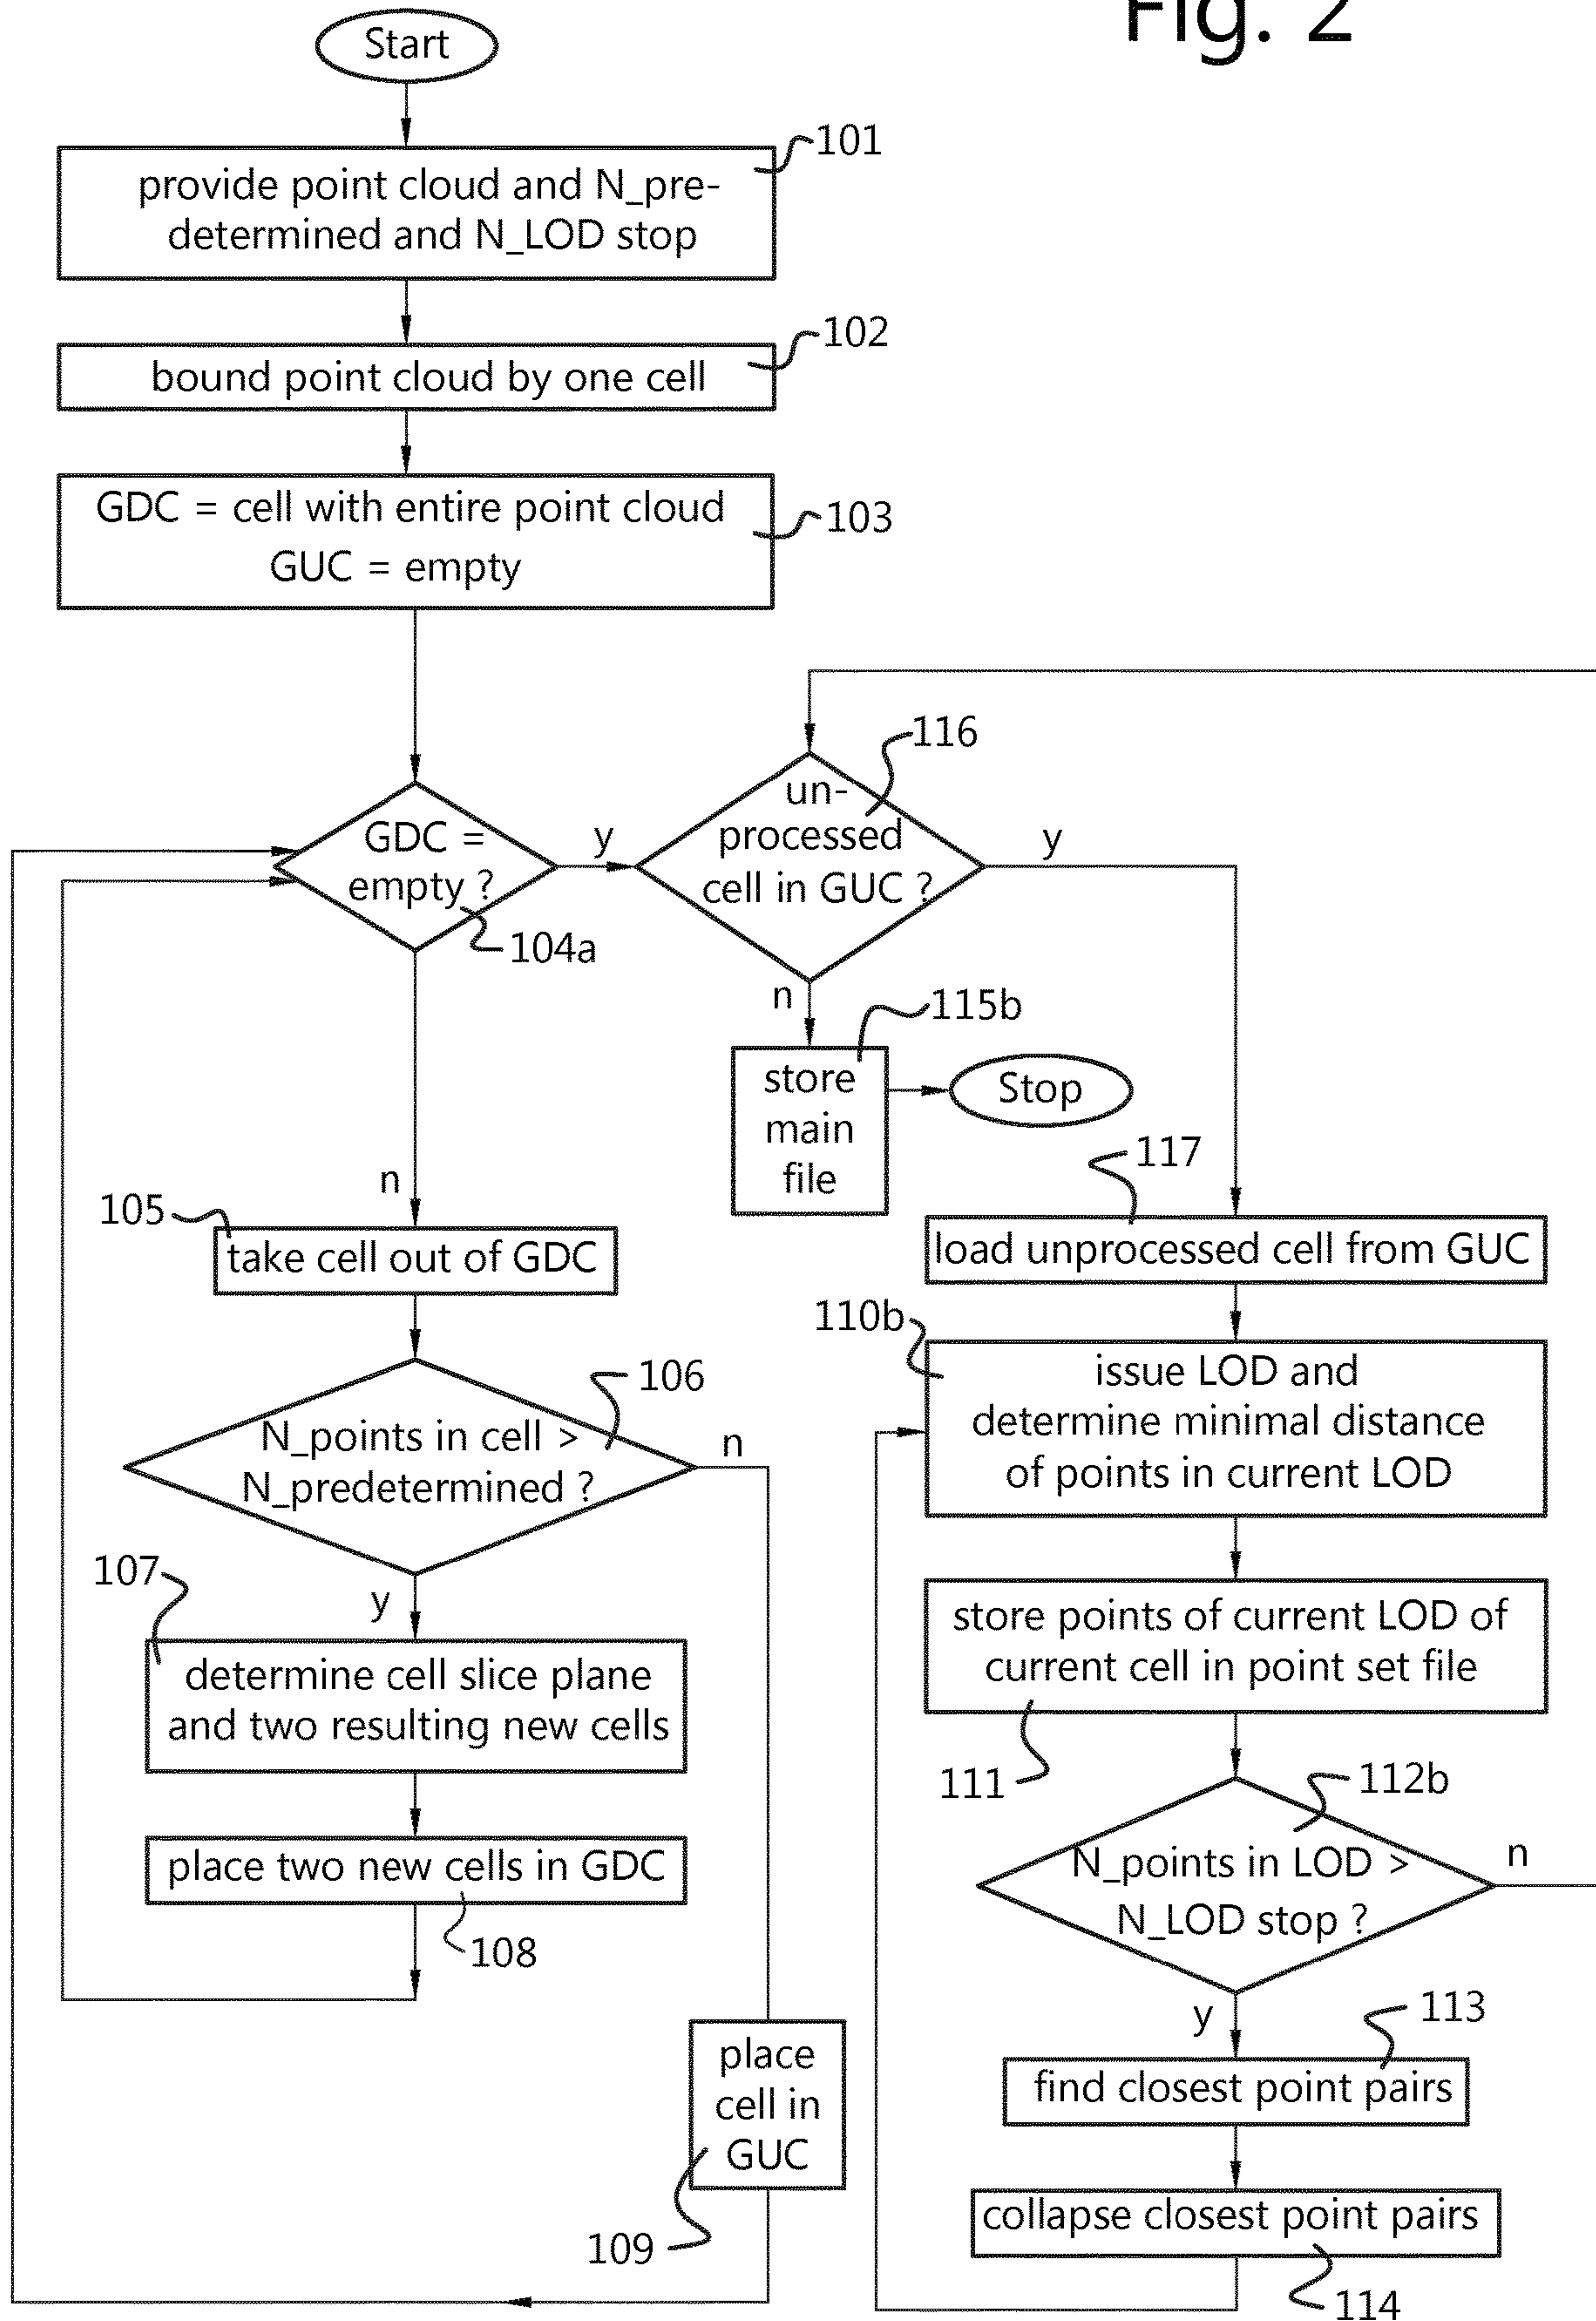 Fig. 2
Start
101
provide point cloud and N_pre-
determined and N_LOD stop
102
bound point cloud by one cell
103
GDC = cell with entire point cloud
GUC = empty
116
un-
processed
cell in GUC ?
y
n
GDC =
empty ?
y
104a
n
115b
store
main
file
Stop
117
105
take cell out of GDC
load unprocessed cell from GUC
110b
issue LOD and
determine minimal distance
of points in current LOD
106
N_points in cell >
N_predetermined ?
n
y
107
determine cell slice plane
and two resulting new cells
store points of current LOD of
current cell in point set file
111
112b
place two new cells in GDC
108
N_points in LOD >
N_LOD stop ?
n
y
113
place
cell in
GUC
109
find closest point pairs
collapse closest point pairs
114